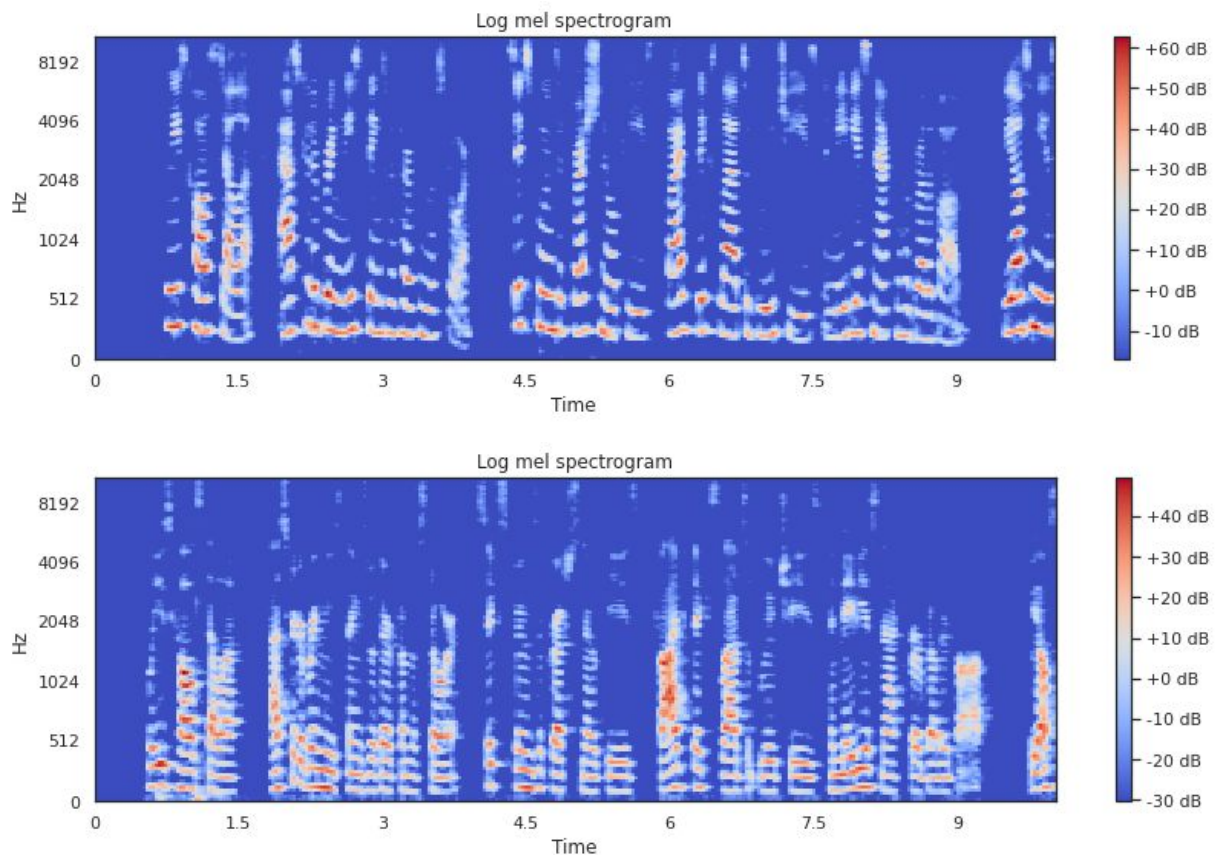 Log mel spectrogram
8192
4096
2048
1024
512
0
Hz
0 1.5 3 4.5 6 7.5 9
Time
+60 dB
+50 dB
+40 dB
+30 dB
+20 dB
+10 dB
+0 dB
-10 dB
Log mel spectrogram
8192
4096
2048
1024
512
0
Hz
0 1.5 3 4.5 6 7.5 9
Time
+40 dB
+30 dB
+20 dB
+10 dB
+0 dB
-10 dB
-20 dB
-30 dB